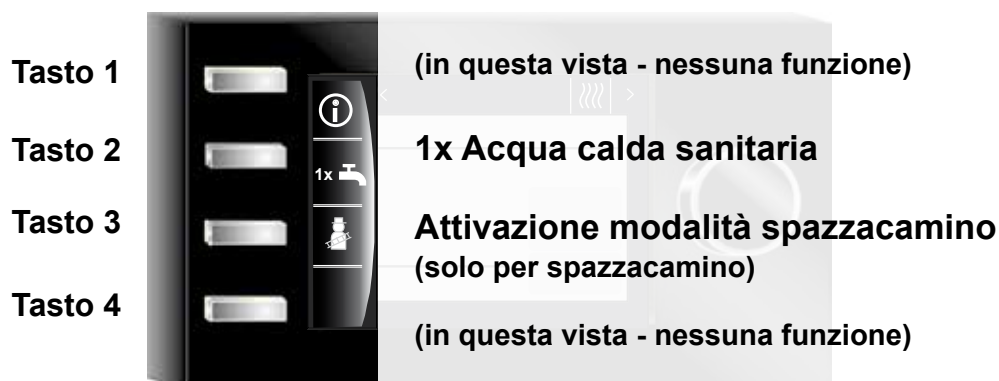 Tasto 1
(in questa vista - nessuna funzione)
Tasto 2
1x
1x Acqua calda sanitaria
Tasto 3
Attivazione modalità spazzacamino
(solo per spazzacamino)
Tasto 4
(in questa vista - nessuna funzione)